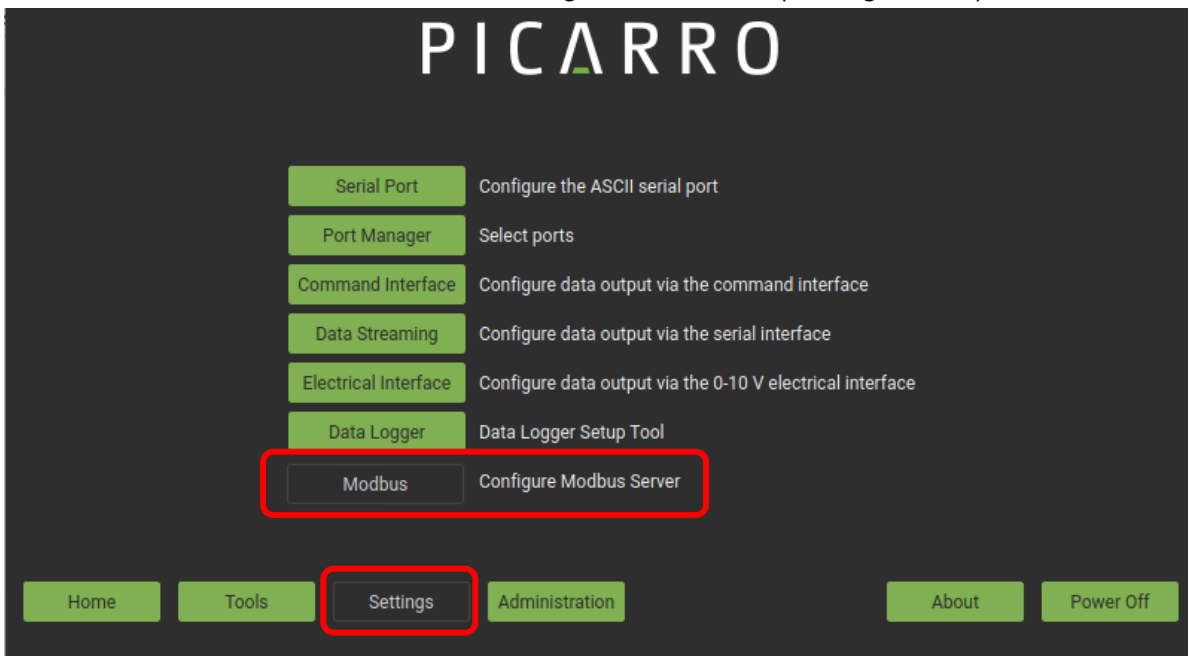 PICARRO
Serial Port Configure the ASCII serial port
Port Manager Select ports
Command Interface Configure data output via the command interface
Data Streaming Configure data output via the serial interface
Electrical Interface Configure data output via the 0-10 V electrical interface
Data Logger Data Logger Setup Tool
Modbus Configure Modbus Server
Home Tools Settings Administration About Power Off